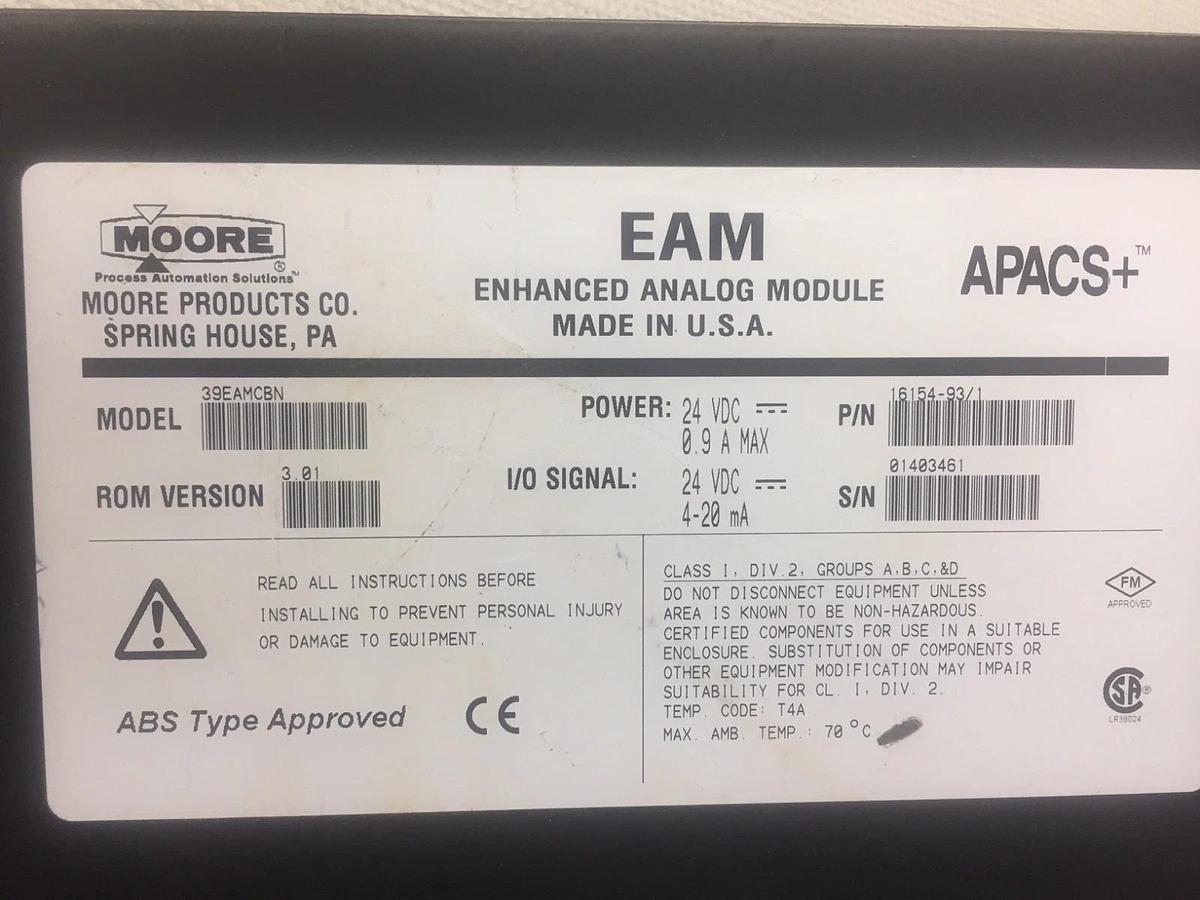 MOORE ®
Process Automation Solutions™
MOORE PRODUCTS CO.
SPRING HOUSE, PA
EAM
ENHANCED ANALOG MODULE
MADE IN U.S.A.
APACS+™
MODEL 39EAMCBN
ROM VERSION 3.01
POWER: 24 VDC
0.9 A MAX
I/O SIGNAL: 24 VDC
4-20 mA
P/N 16154-93/1
S/N 01403461
READ ALL INSTRUCTIONS BEFORE
INSTALLING TO PREVENT PERSONAL INJURY
OR DAMAGE TO EQUIPMENT.
ABS Type Approved CE
CLASS I, DIV.2, GROUPS A,B,C,&D
DO NOT DISCONNECT EQUIPMENT UNLESS
AREA IS KNOWN TO BE NON-HAZARDOUS.
CERTIFIED COMPONENTS FOR USE IN A SUITABLE
ENCLOSURE. SUBSTITUTION OF COMPONENTS OR
OTHER EQUIPMENT MODIFICATION MAY IMPAIR
SUITABILITY FOR CL. I, DIV. 2.
TEMP. CODE: T4A
MAX. AMB. TEMP.: 70 °C
FM
APPROVED
SA ®
LR38024